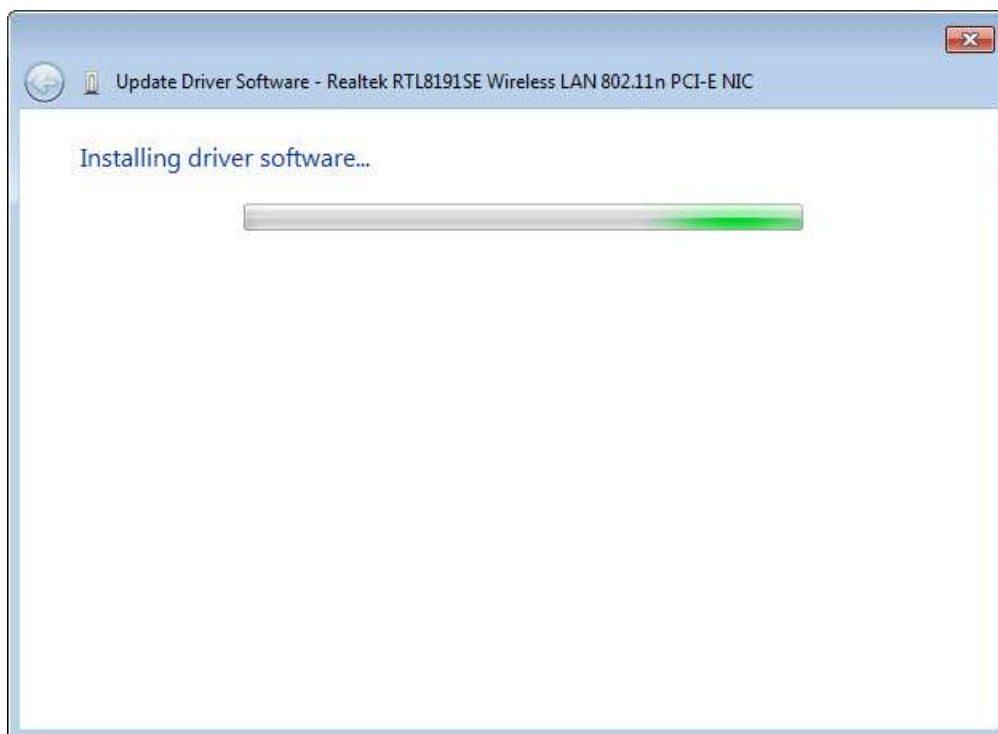 Update Driver Software - Realtek RTL8191SE Wireless LAN 802.11n PCI-E NIC
Installing driver software...